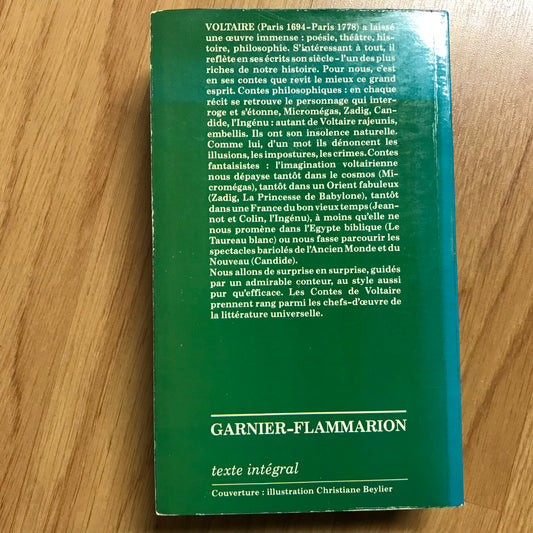 VOLTAIRE (Paris 1694-Paris 1778) a laissé
une œuvre immense : poésie, théâtre, his-
toire, philosophie. S'intéressant à tout, il
reflète en ses écrits son siècle - l'un des plus
riches de notre histoire. Pour nous, c'est
en ses contes que revit le mieux ce grand
esprit. Contes philosophiques : en chaque
récit se retrouve le personnage qui inter-
roge et s'étonne, Micromégas, Zadig, Can-
dide, l'Ingénu : autant de Voltaire rajeunis,
embellis. Ils ont son insolence naturelle.
Comme lui, d'un mot ils dénoncent les
illusions, les impostures, les crimes. Contes
fantaisistes : l'imagination voltairienne
nous dépayse tantôt dans le cosmos (Mi-
cromégas), tantôt dans un Orient fabuleux
(Zadig, La Princesse de Babylone), tantôt
dans une France du bon vieux temps (Jean-
not et Colin, l'Ingénu), à moins qu'elle ne
nous promène dans l'Egypte biblique (Le
Taureau blanc) ou nous fasse parcourir les
spectacles bariolés de l'Ancien Monde et du
Nouveau (Candide).
Nous allons de surprise en surprise, guidés
par un admirable conteur, au style aussi
pur qu'efficace. Les Contes de Voltaire
prennent rang parmi les chefs-d'œuvre de
la littérature universelle.
GARNIER-FLAMMARION
texte intégral
Couverture : illustration Christiane Beylier